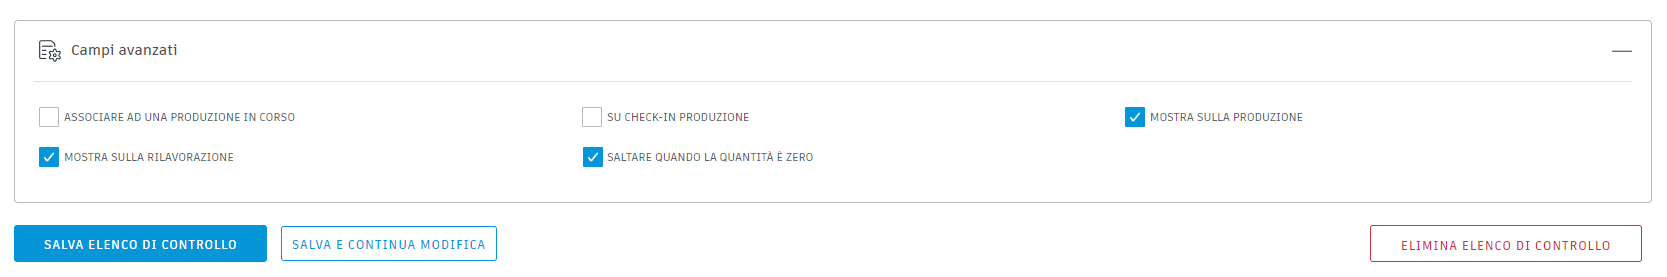 Campi avanzati
ASSOCIARE AD UNA PRODUZIONE IN CORSO
SU CHECK-IN PRODUZIONE
MOSTRA SULLA PRODUZIONE
MOSTRA SULLA RILAVORAZIONE
SALTARE QUANDO LA QUANTITÀ È ZERO
SALVA ELENCO DI CONTROLLO
SALVA E CONTINUA MODIFICA
ELIMINA ELENCO DI CONTROLLO